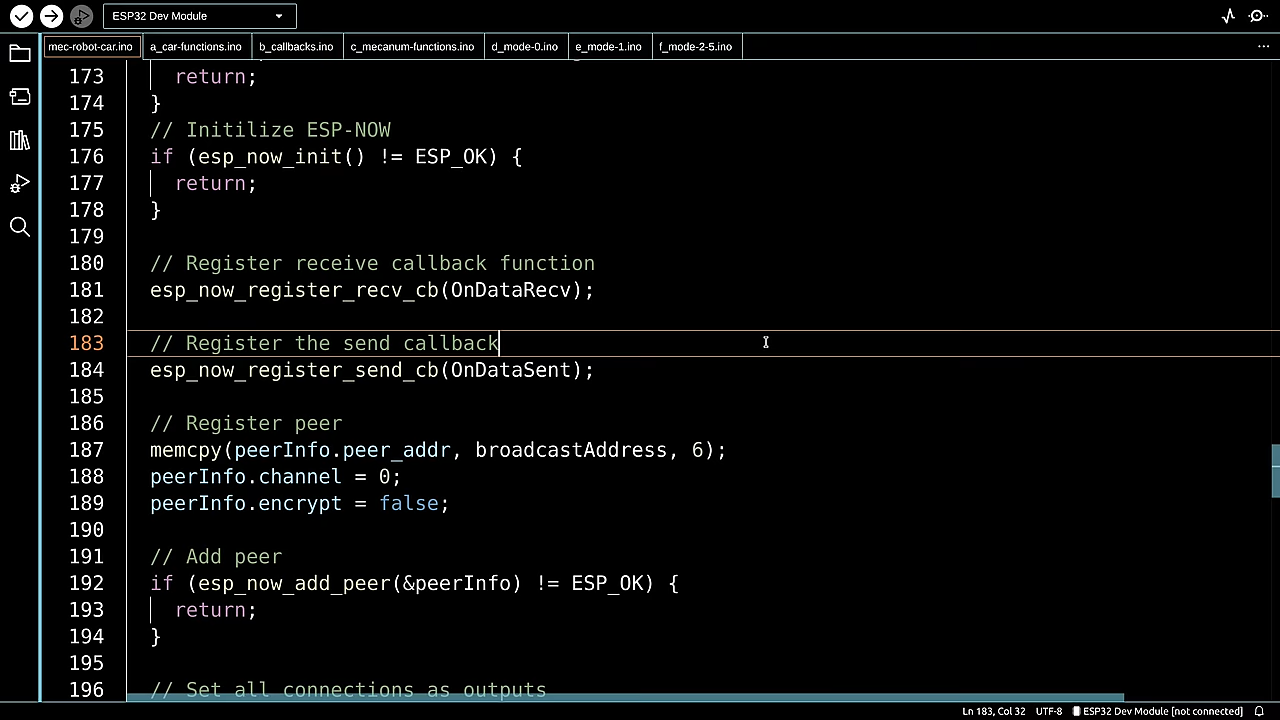 ESP32 Dev Module
mec-robot-car.ino a_car-functions.ino b_callbacks.ino c_mecanum-functions.ino d_mode-0.ino e_mode-1.ino f_mode-2-5.ino
173 return;
174 }
175 // Initilize ESP-NOW
176 if (esp_now_init() != ESP_OK) {
177 return;
178 }
179
180 // Register receive callback function
181 esp_now_register_recv_cb(OnDataRecv);
182
183 // Register the send callback
184 esp_now_register_send_cb(OnDataSent);
185
186 // Register peer
187 memcpy(peerInfo.peer_addr, broadcastAddress, 6);
188 peerInfo.channel = 0;
189 peerInfo.encrypt = false;
190
191 // Add peer
192 if (esp_now_add_peer(&peerInfo) != ESP_OK) {
193 return;
194 }
195
196 // Set all connections as outputs
Ln 183, Col 32 UTF-8 ESP32 Dev Module [not connected]